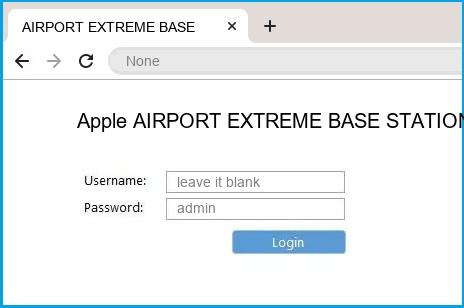 AIRPORT EXTREME BASE
None
Apple AIRPORT EXTREME BASE STATION
Username: leave it blank
Password: admin
Login